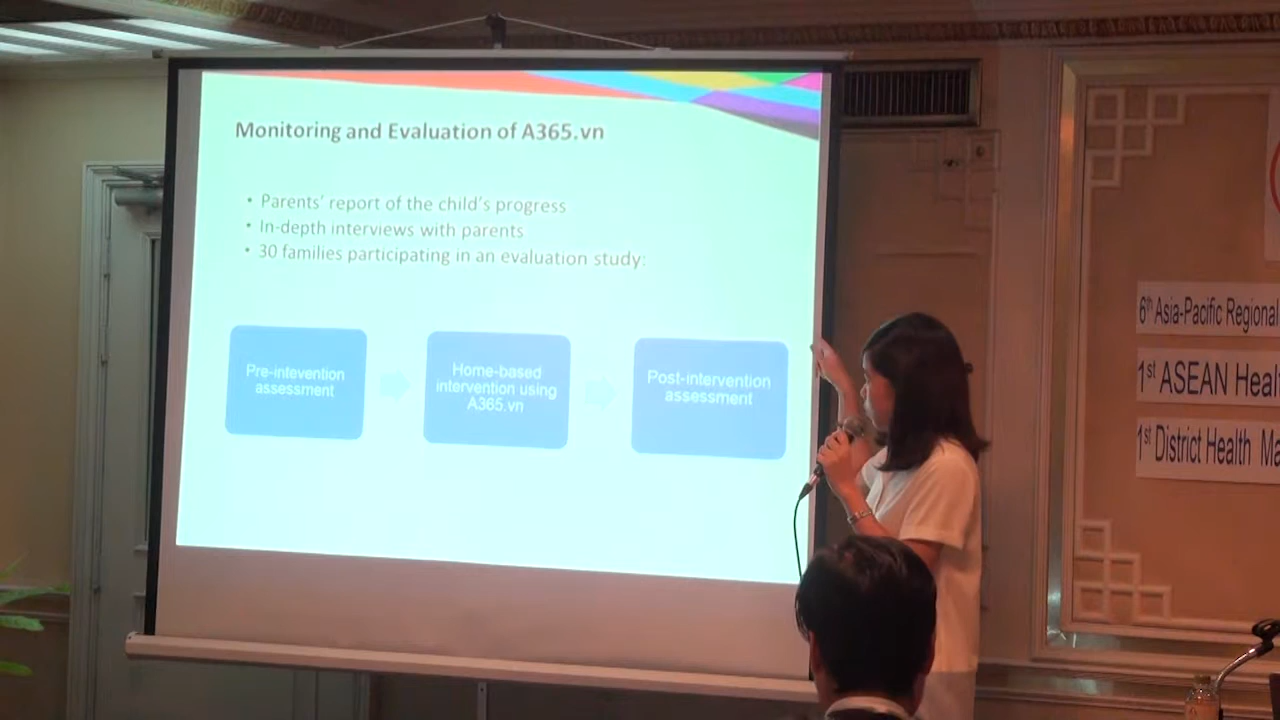 Monitoring and Evaluation of A365.vn
• Parents' report of the child's progress
• In-depth interviews with parents
• 30 families participating in an evaluation study:
Pre-intevention
assessment
Home-based
intervention using
A365.vn
Post-intervention
assessment
6th Asia-Pacific Regional
1st ASEAN Heal
1st District Health Ma